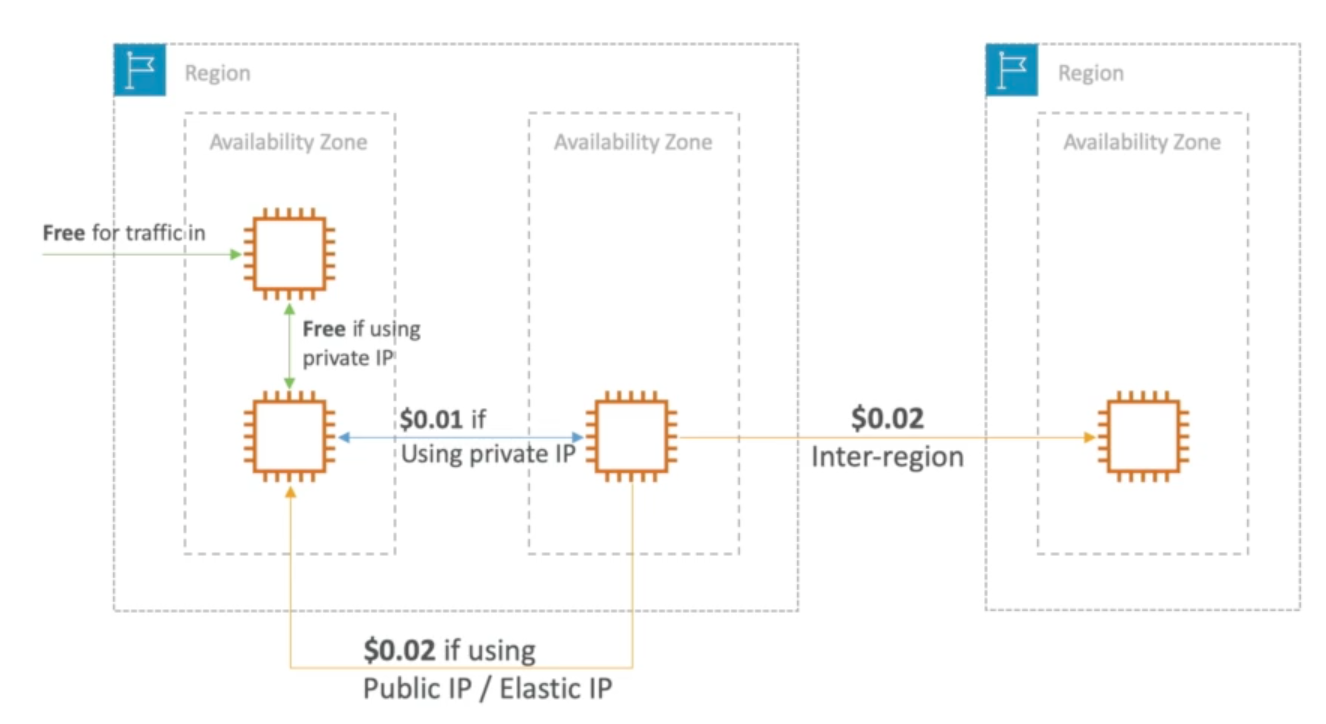 Region
Region
Availability Zone
Availability Zone
Availability Zone
Free for traffic in
Free if using
private IP
$0.01 if
Using private IP
$0.02
Inter-region
$0.02 if using
Public IP / Elastic IP